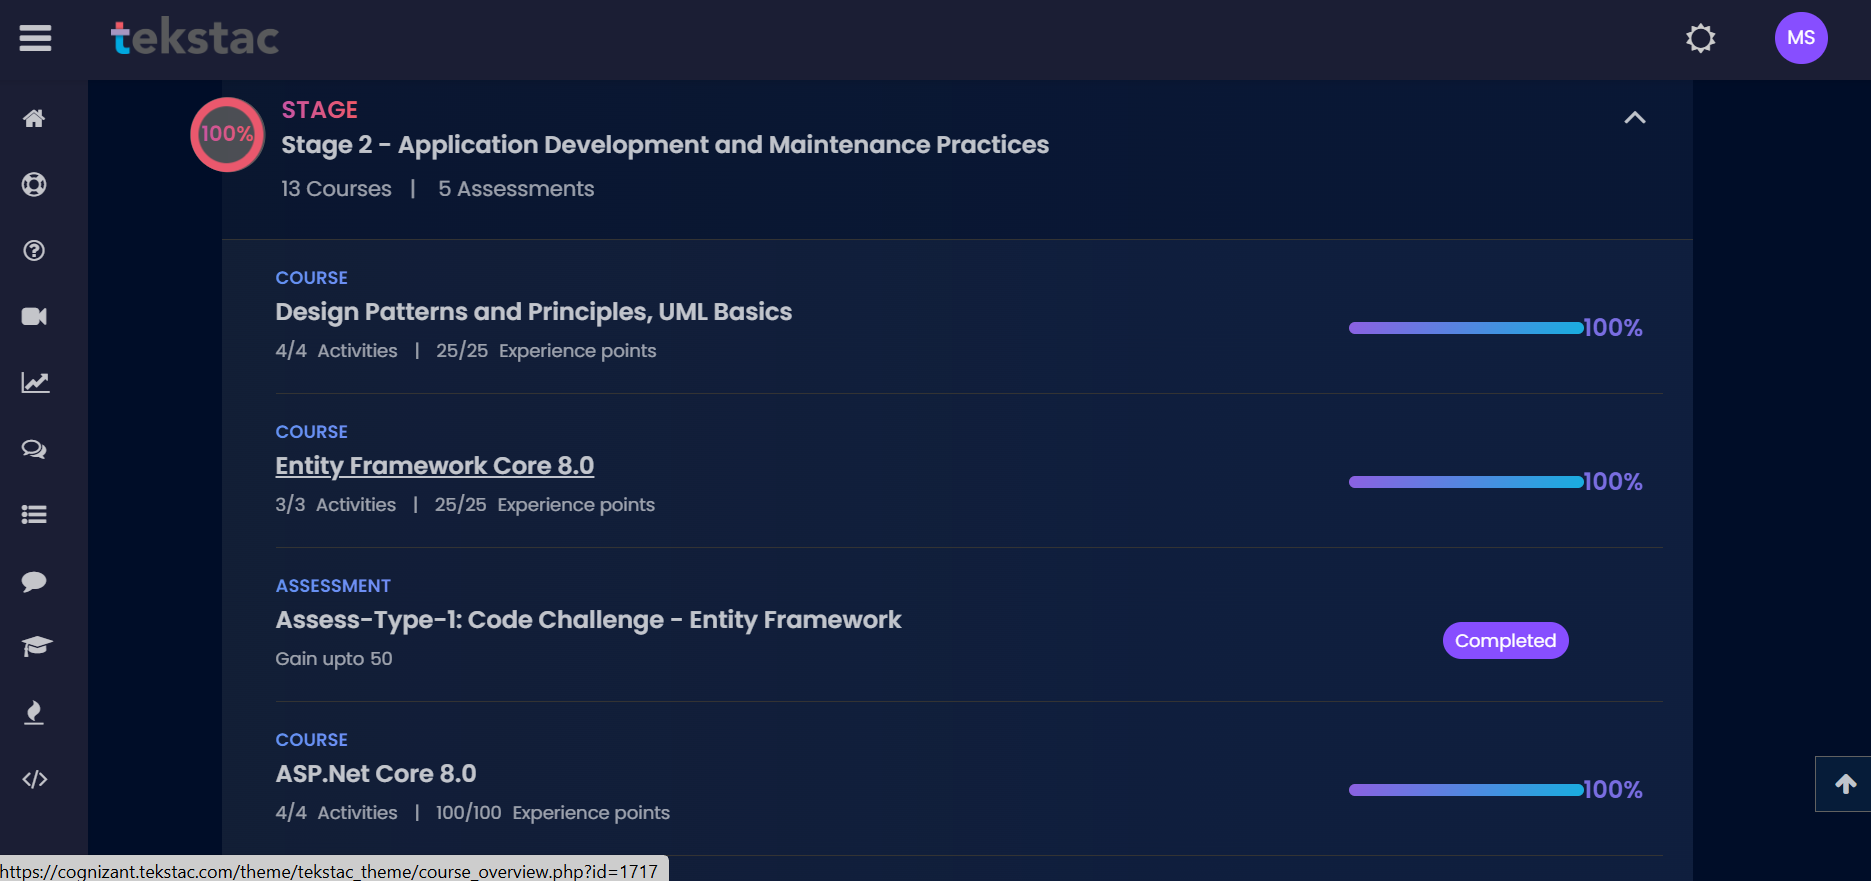 tekstac
MS
100%
STAGE
Stage 2 - Application Development and Maintenance Practices
13 Courses | 5 Assessments
COURSE
Design Patterns and Principles, UML Basics
4/4 Activities | 25/25 Experience points
100%
COURSE
Entity Framework Core 8.0
3/3 Activities | 25/25 Experience points
100%
ASSESSMENT
Assess-Type-1: Code Challenge - Entity Framework
Gain upto 50
Completed
COURSE
ASP.Net Core 8.0
4/4 Activities | 100/100 Experience points
100%
https://cognizant.tekstac.com/theme/tekstac_theme/course_overview.php?id=1717